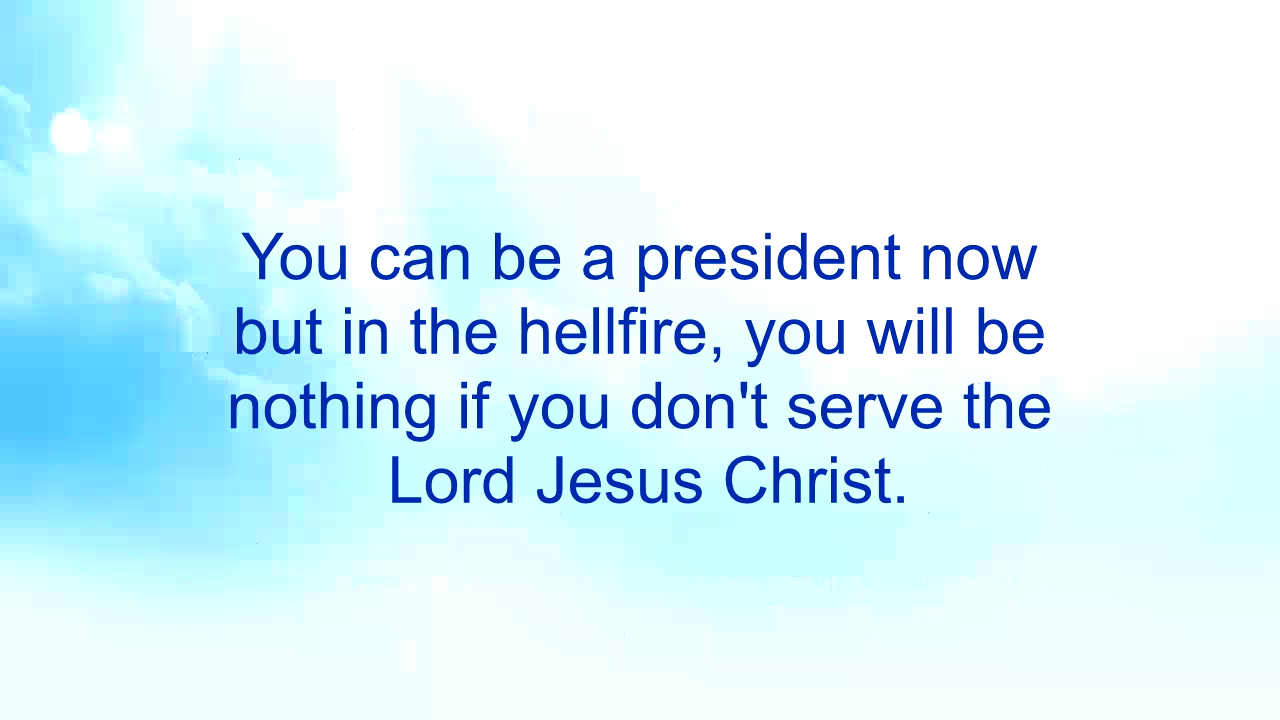 You can be a president now
but in the hellfire, you will be
nothing if you don't serve the
Lord Jesus Christ.